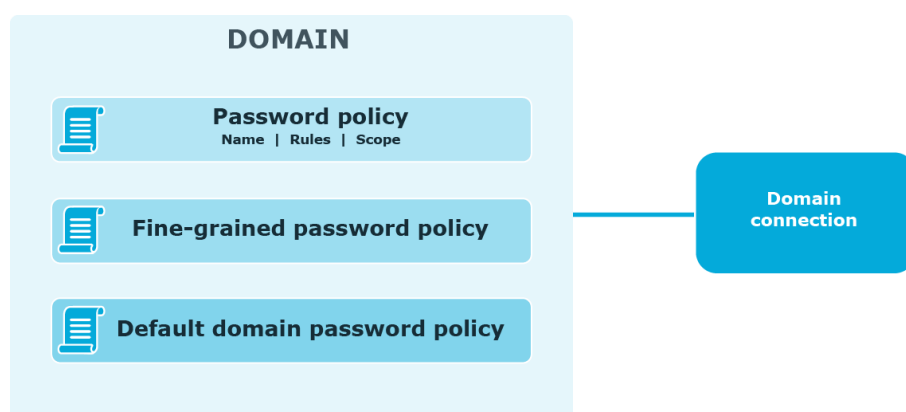 DOMAIN
Password policy
Name | Rules | Scope
Fine-grained password policy
Default domain password policy
Domain
connection